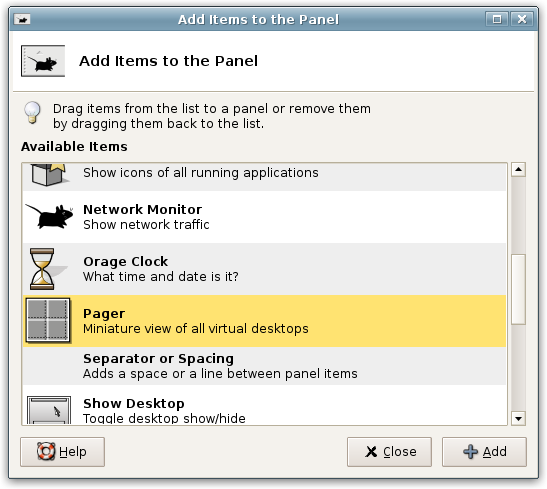 Add Items to the Panel
Add Items to the Panel
Drag items from the list to a panel or remove them
by dragging them back to the list.
Available Items
Show icons of all running applications
Network Monitor
Show network traffic
Orage Clock
What time and date is it?
Pager
Miniature view of all virtual desktops
Separator or Spacing
Adds a space or a line between panel items
Show Desktop
Toggle desktop show/hide
Help
Close
Add